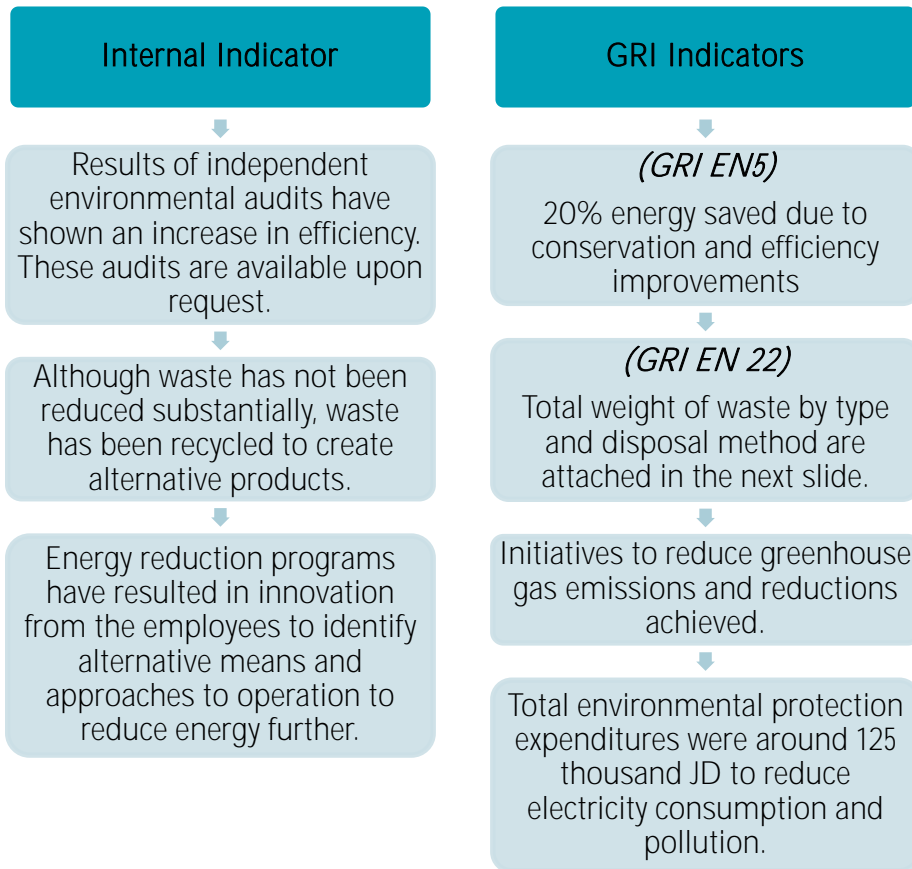 Internal Indicator
Results of independent
environmental audits have
shown an increase in efficiency.
These audits are available upon
request.
Although waste has not been
reduced substantially, waste
has been recycled to create
alternative products.
Energy reduction programs
have resulted in innovation
from the employees to identify
alternative means and
approaches to operation to
reduce energy further.
GRI Indicators
(GRI EN5)
20% energy saved due to
conservation and efficiency
improvements
(GRI EN 22)
Total weight of waste by type
and disposal method are
attached in the next slide.
Initiatives to reduce greenhouse
gas emissions and reductions
achieved.
Total environmental protection
expenditures were around 125
thousand JD to reduce
electricity consumption and
pollution.